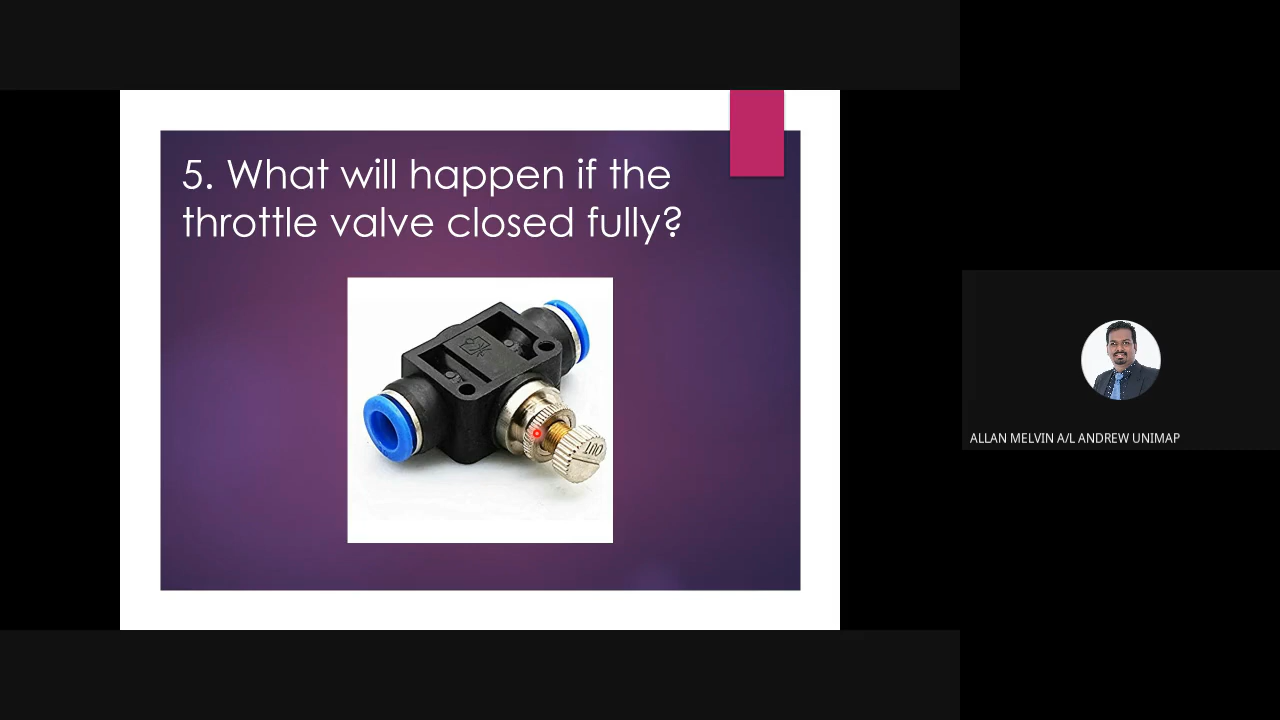 5. What will happen if the
throttle valve closed fully?
ALLAN MELVIN A/L ANDREW UNIMAP